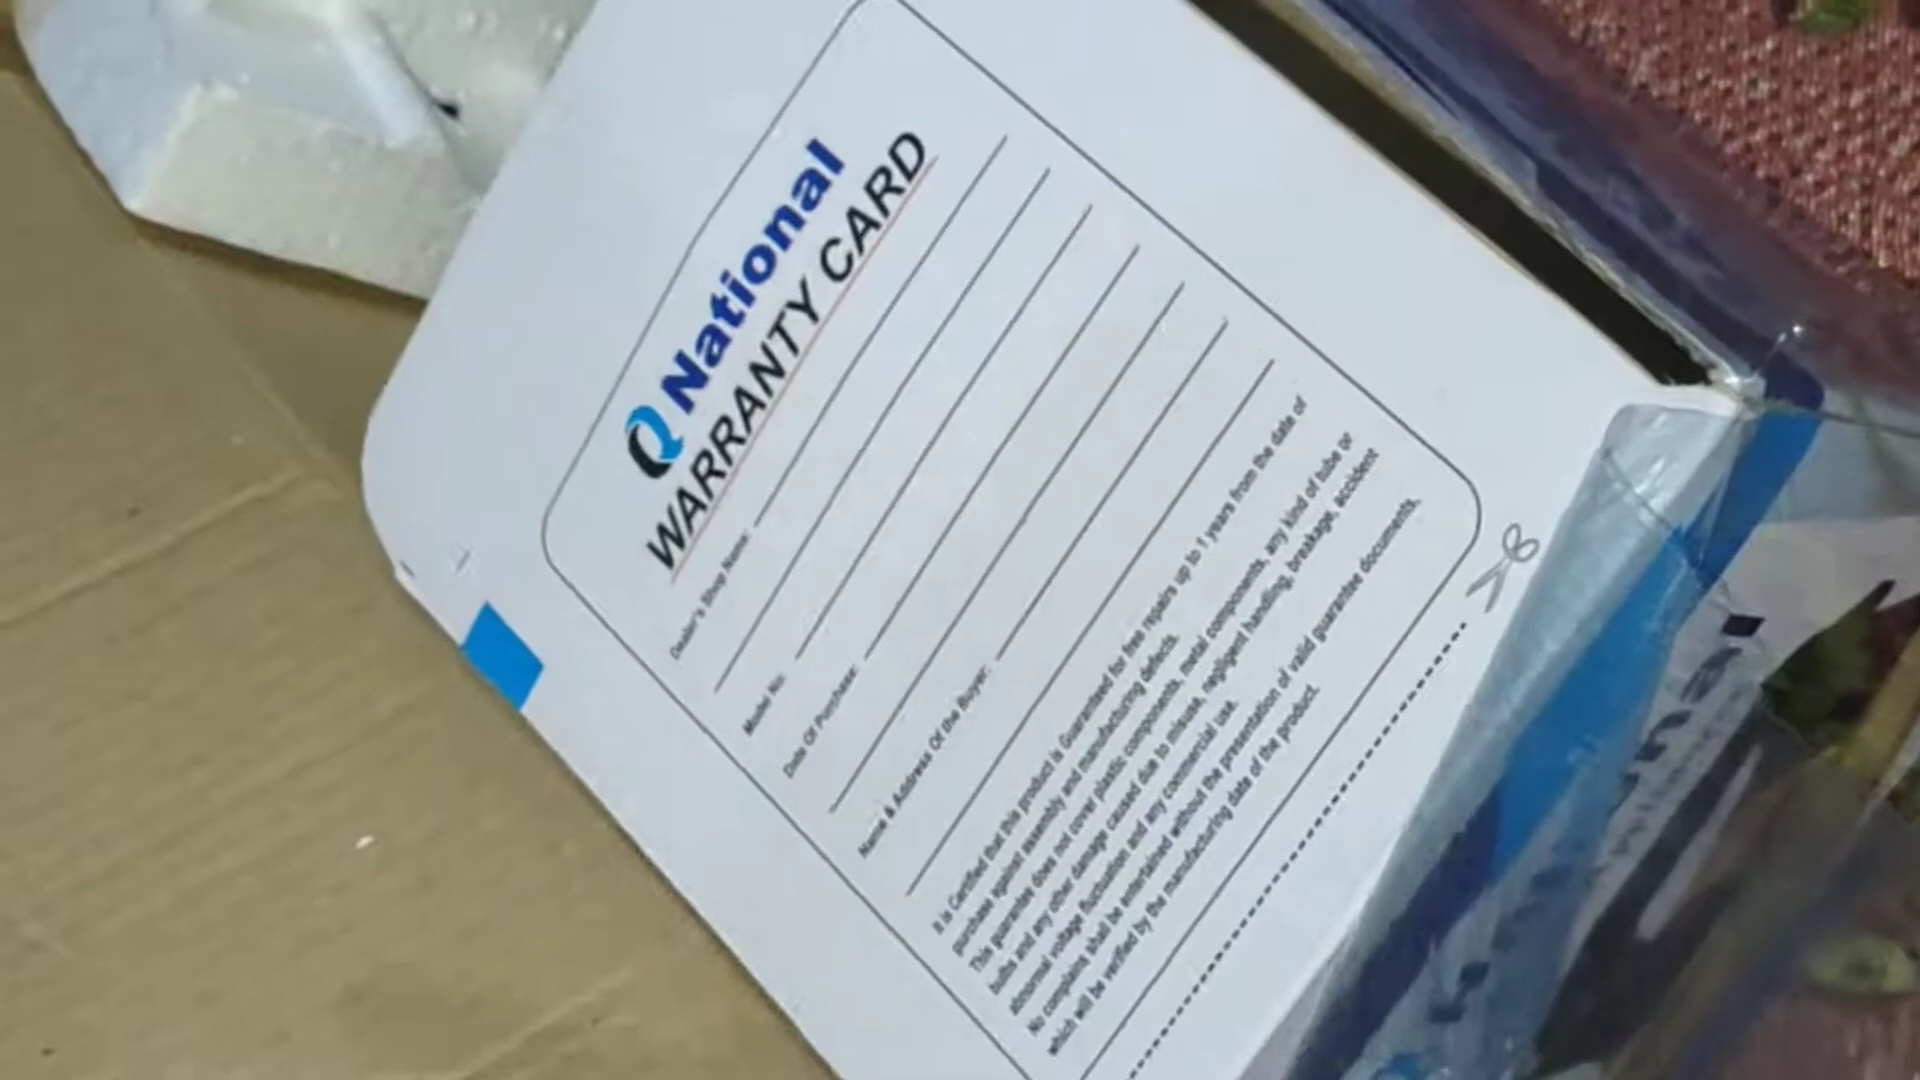 Q National
WARRANTY CARD
Dealer's Shop Name:
Model No:
Date Of Purchase:
Name & Address Of the Buyer:
It is Certified that this product is Guaranteed for free repairs up to 1 years from the date of
purchase against assembly and manufacturing defects.
This guarantee does not cover plastic components, metal components, any kind of tube or
bulbs and any other damage caused due to misuse, negligent handling, breakage, accident
abnormal voltage fluctuation and any commercial use.
No complains shall be entertained without the presentation of valid guarantee documents,
which will be verified by the manufacturing date of the product.